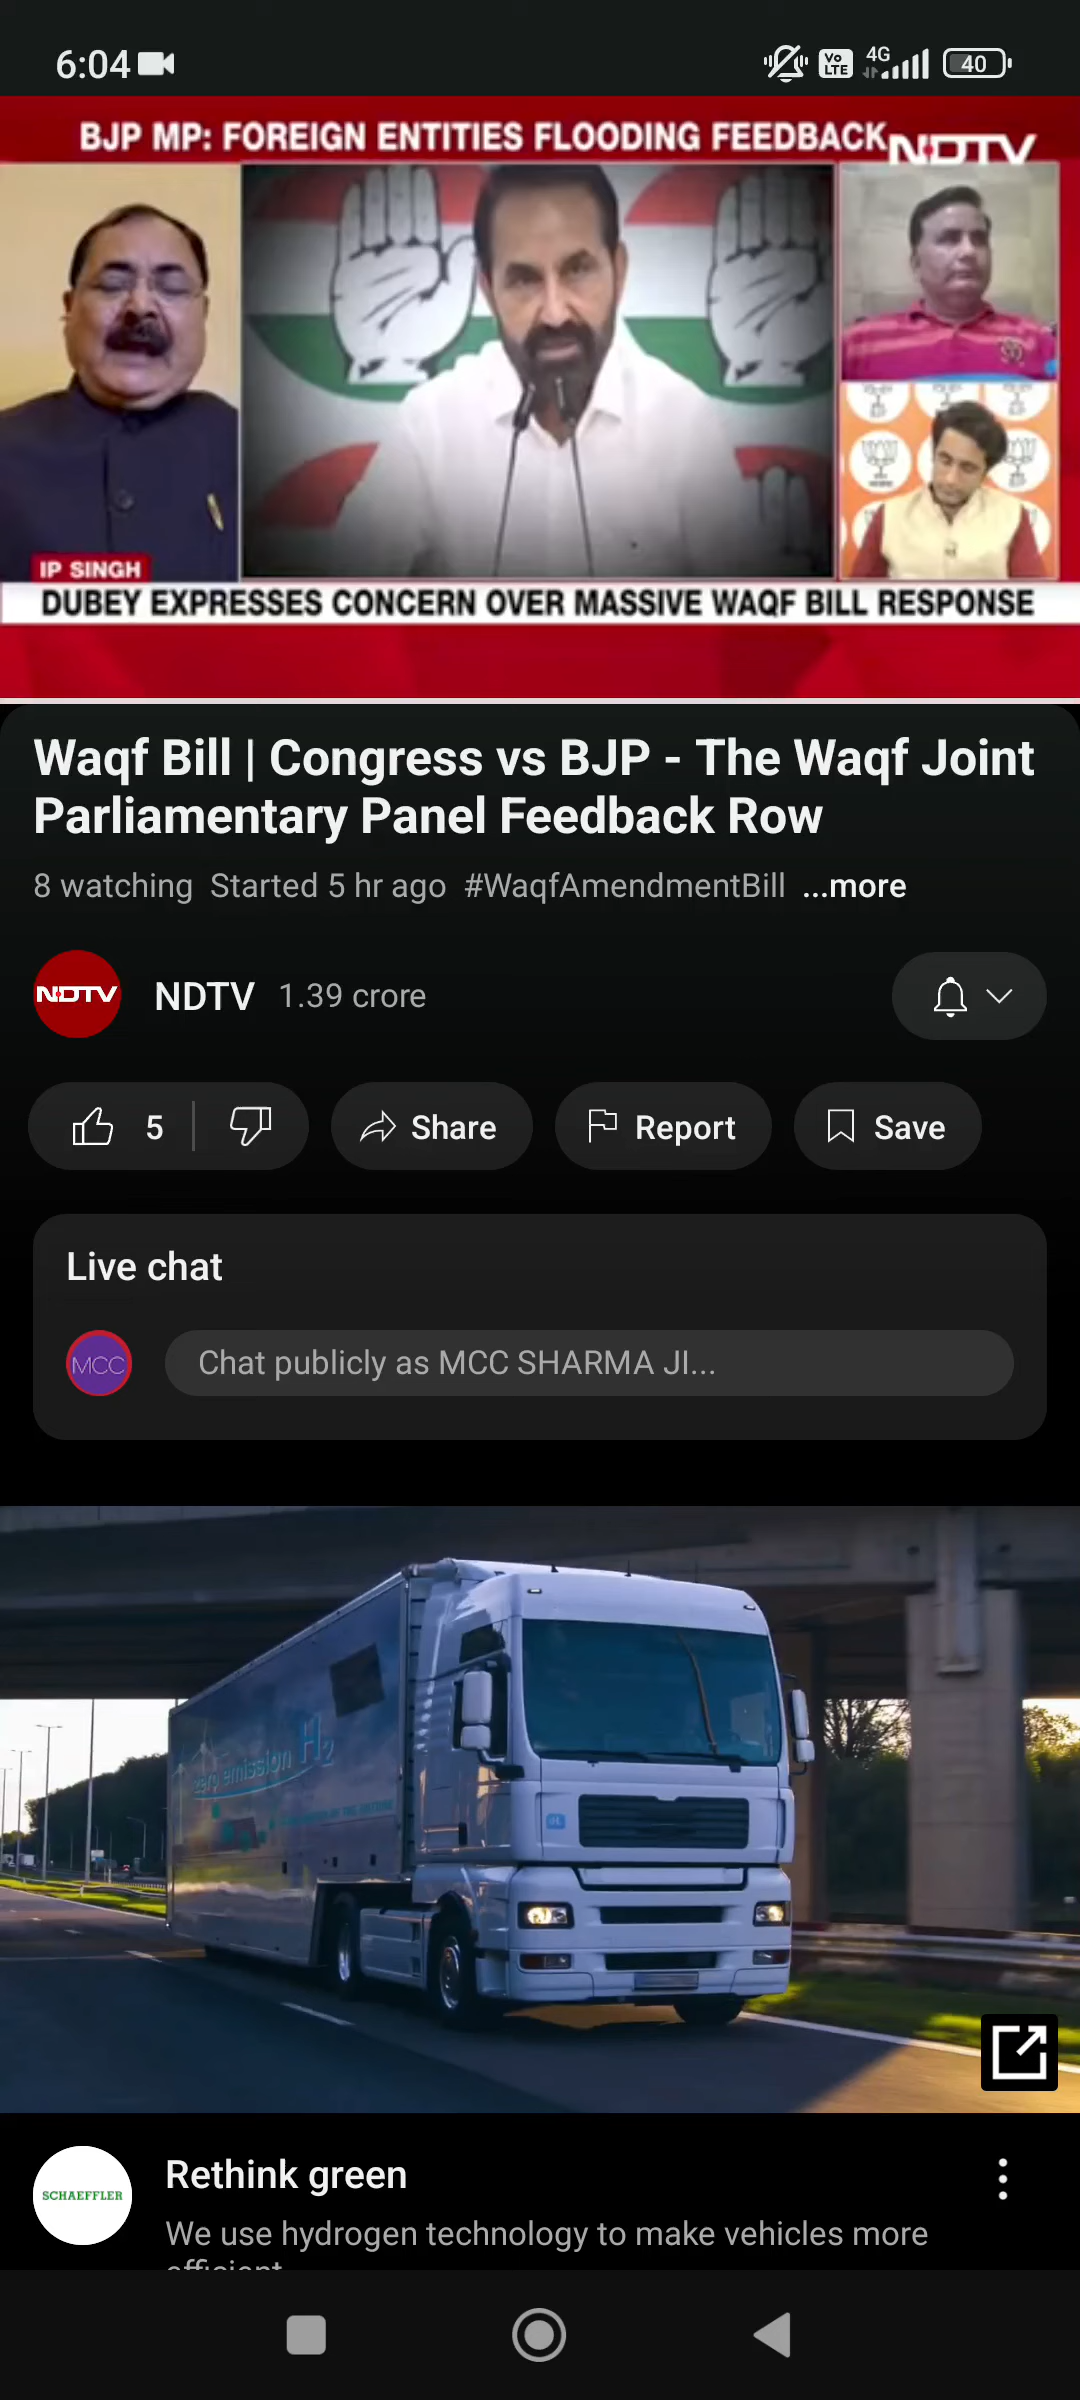 6:04
Vo
LTE
4G
40
BJP MP: FOREIGN ENTITIES FLOODING FEEDBACK
NDTV
IP SINGH
DUBEY EXPRESSES CONCERN OVER MASSIVE WAQF BILL RESPONSE
Waqf Bill | Congress vs BJP - The Waqf Joint
Parliamentary Panel Feedback Row
8 watching Started 5 hr ago #WaqfAmendmentBill ...more
NDTV
NDTV 1.39 crore
5
Share
Report
Save
Live chat
MCC
Chat publicly as MCC SHARMA JI...
zero emission H2
SCHAEFFLER
Rethink green
We use hydrogen technology to make vehicles more